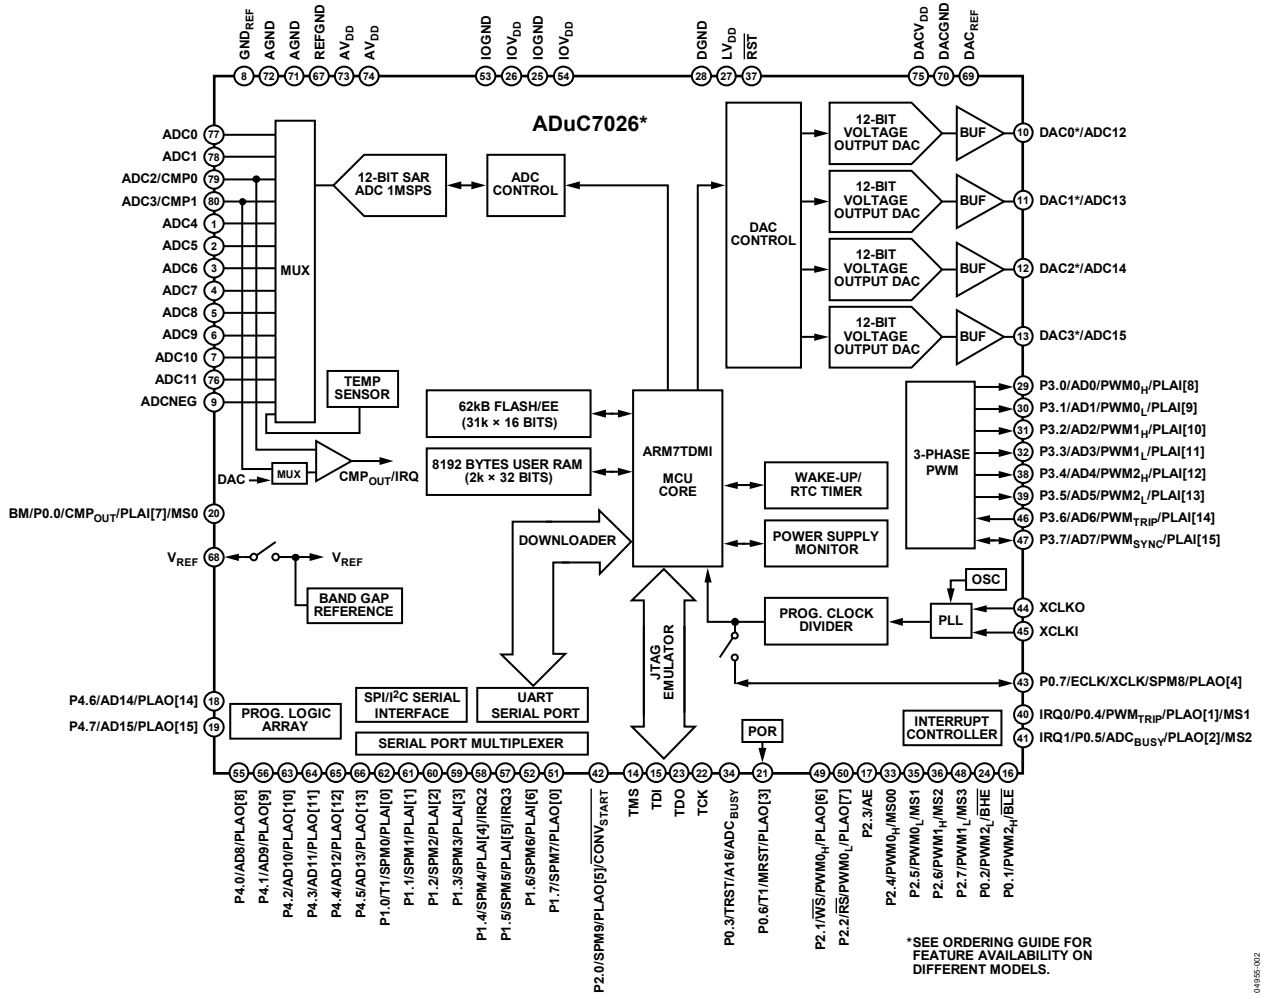 GNDREF
AGND
AGND
REFGND
AVDD
AVDD
IOGND
IOVDD
IOGND
IOVDD
DGND
LVDD
RST
DACVDD
DACGND
DACREF
8 72 71 67 73 74 53 26 25 54 28 27 37 75 70 69
ADuC7026*
ADC0 77
ADC1 78
ADC2/CMP0 79
ADC3/CMP1 80
ADC4 1
ADC5 2
ADC6 3
ADC7 4
ADC8 5
ADC9 6
ADC10 7
ADC11 76
ADCNEG 9
MUX
12-BIT SAR
ADC 1MSPS
ADC
CONTROL
DAC
CONTROL
12-BIT
VOLTAGE
OUTPUT DAC
BUF
10 DAC0*/ADC12
12-BIT
VOLTAGE
OUTPUT DAC
BUF
11 DAC1*/ADC13
12-BIT
VOLTAGE
OUTPUT DAC
BUF
12 DAC2*/ADC14
12-BIT
VOLTAGE
OUTPUT DAC
BUF
13 DAC3*/ADC15
TEMP
SENSOR
DAC
MUX
CMPOUT/IRQ
62kB FLASH/EE
(31k × 16 BITS)
8192 BYTES USER RAM
(2k × 32 BITS)
ARM7TDMI
MCU
CORE
WAKE-UP/
RTC TIMER
POWER SUPPLY
MONITOR
3-PHASE
PWM
29 P3.0/AD0/PWM0H/PLAI[8]
30 P3.1/AD1/PWM0L/PLAI[9]
31 P3.2/AD2/PWM1H/PLAI[10]
32 P3.3/AD3/PWM1L/PLAI[11]
38 P3.4/AD4/PWM2H/PLAI[12]
39 P3.5/AD5/PWM2L/PLAI[13]
46 P3.6/AD6/PWMTRIP/PLAI[14]
47 P3.7/AD7/PWMSYNC/PLAI[15]
BM/P0.0/CMPOUT/PLAI[7]/MS0 20
VREF 68
VREF
BAND GAP
REFERENCE
DOWNLOADER
JTAG
EMULATOR
PROG. CLOCK
DIVIDER
PLL
OSC
44 XCLKO
45 XCLKI
43 P0.7/ECLK/XCLK/SPM8/PLAO[4]
40 IRQ0/P0.4/PWMTRIP/PLAO[1]/MS1
41 IRQ1/P0.5/ADCBUSY/PLAO[2]/MS2
P4.6/AD14/PLAO[14] 18
P4.7/AD15/PLAO[15] 19
PROG. LOGIC
ARRAY
SPI/I2C SERIAL
INTERFACE
UART
SERIAL PORT
SERIAL PORT MULTIPLEXER
POR
INTERRUPT
CONTROLLER
55 56 63 64 65 66 62 61 60 59 58 57 52 51 42 14 15 23 22 34 21 49 50 17 33 35 36 48 24 16
P4.0/AD8/PLAO[8]
P4.1/AD9/PLAO[9]
P4.2/AD10/PLAO[10]
P4.3/AD11/PLAO[11]
P4.4/AD12/PLAO[12]
P4.5/AD13/PLAO[13]
P1.0/T1/SPM0/PLAI[0]
P1.1/SPM1/PLAI[1]
P1.2/SPM2/PLAI[2]
P1.3/SPM3/PLAI[3]
P1.4/SPM4/PLAI[4]/IRQ2
P1.5/SPM5/PLAI[5]/IRQ3
P1.6/SPM6/PLAI[6]
P1.7/SPM7/PLAO[0]
P2.0/SPM9/PLAO[5]/CONVSTART
TMS
TDI
TDO
TCK
P0.3/TRST/A16/ADCBUSY
P0.6/T1/MRST/PLAO[3]
P2.1/WS/PWM0H/PLAO[6]
P2.2/RS/PWM0L/PLAO[7]
P2.3/AE
P2.4/PWM0H/MS00
P2.5/PWM0L/MS1
P2.6/PWM1H/MS2
P2.7/PWM1L/MS3
P0.2/PWM2L/BHE
P0.1/PWM2H/BLE
*SEE ORDERING GUIDE FOR
FEATURE AVAILABILITY ON
DIFFERENT MODELS.
04955-002